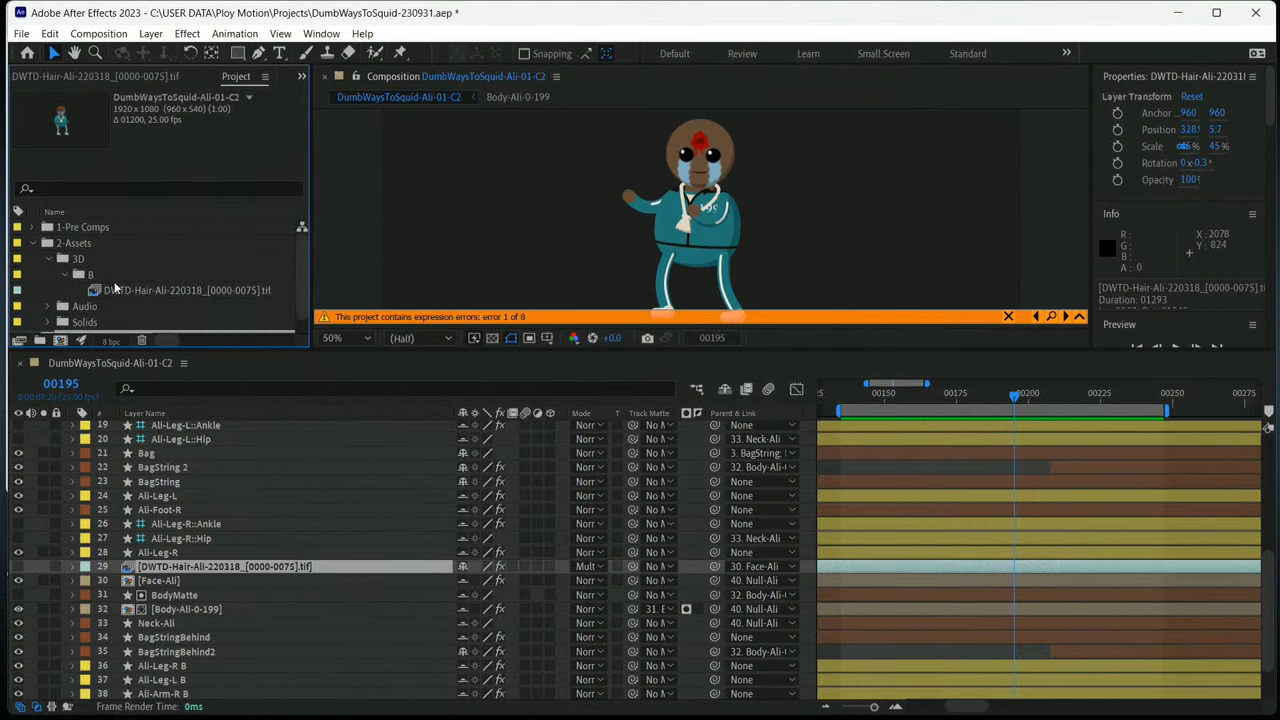 Adobe After Effects 2023 - C:\USER DATA\Ploy Motion\Projects\DumbWaysToSquid-230931.aep *
File Edit Composition Layer Effect Animation View Window Help
Snapping Default Review Learn Small Screen Standard
DWTD-Hair-Ali-220318_[0000-0075].tif Project
DumbWaysToSquid-Ali-01-C2
1920 x 1080 (960 x 540) (1.00)
Δ 01200, 25.00 fps
Name
1-Pre Comps
2-Assets
3D
B
DWTD-Hair-Ali-220318_[0000-0075].tif
Audio
Solids
8 bpc
Composition DumbWaysToSquid-Ali-01-C2
DumbWaysToSquid-Ali-01-C2 Body-Ali-0-199
This project contains expression errors: error 1 of 8
50% (Half) +0.0 00195
Properties: DWTD-Hair-Ali-22031
Layer Transform Reset
Anchor 960 960
Position 328. 5.7
Scale 45 % 45 %
Rotation 0x-0.3°
Opacity 100
Info
R : X : 2078
G : Y : 824
B :
A : 0
[DWTD-Hair-Ali-220318_[0000-0075].tif]
Duration: 01293
Preview
DumbWaysToSquid-Ali-01-C2
00195
0:00:07:20 (25.00 fps)
00150 00175 00200 00225 00250 00275
# Layer Name Mode T Track Matte Parent & Link
19 Ali-Leg-L::Ankle Norr No M None
20 Ali-Leg-L::Hip Norr No M 33. Neck-Ali
21 Bag Norr No M 3. BagString:
22 BagString 2 Norr No M 32. Body-Ali-
23 BagString Norr No M None
24 Ali-Leg-L Norr No M None
25 Ali-Foot-R Norr No M None
26 Ali-Leg-R::Ankle Norr No M None
27 Ali-Leg-R::Hip Norr No M 33. Neck-Ali
28 Ali-Leg-R Norr No M None
29 [DWTD-Hair-Ali-220318_[0000-0075].tif] Mult No M 30. Face-Ali
30 [Face-Ali] Norr No M 40. Null-Ali
31 BodyMatte Norr No M 32. Body-Ali-
32 [Body-Ali-0-199] Norr 31. E 40. Null-Ali
33 Neck-Ali Norr No M 40. Null-Ali
34 BagStringBehind Norr No M None
35 BagStringBehind2 Norr No M 32. Body-Ali-
36 Ali-Leg-R B Norr No M None
37 Ali-Leg-L B Norr No M None
38 Ali-Arm-R B Norr No M None
Frame Render Time: 0ms